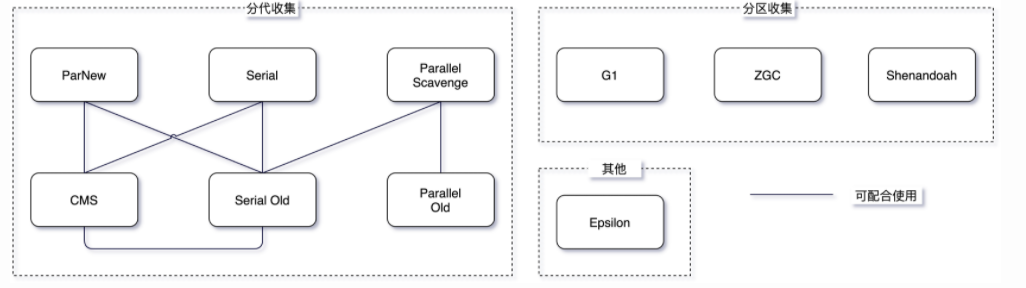 分代收集
ParNew
Serial
Parallel
Scavenge
CMS
Serial Old
Parallel
Old
分区收集
G1
ZGC
Shenandoah
其他
Epsilon
可配合使用